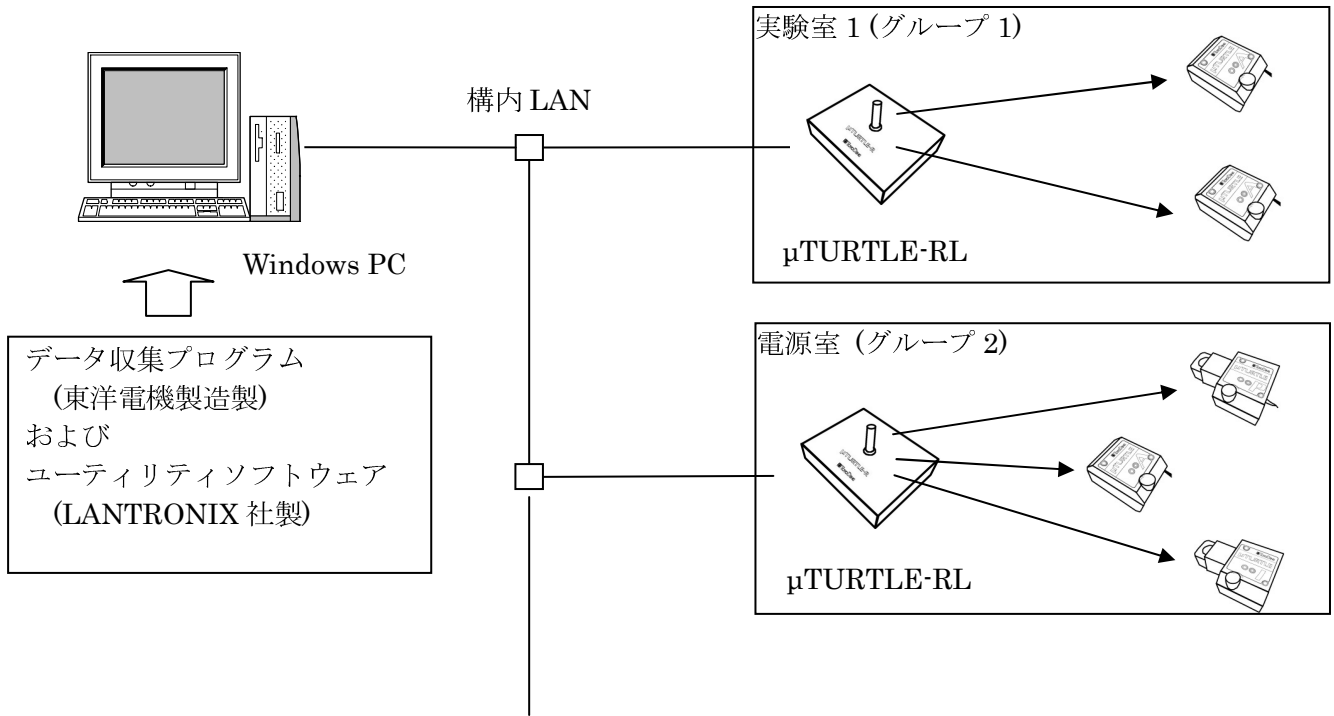 実験室 1 (グループ 1)
構内 LAN
µTURTLE-R
µTURTLE-RL
Windows PC
データ収集プログラム
(東洋電機製造製)
および
ユーティリティソフトウェア
(LANTRONIX 社製)
電源室 (グループ 2)
µTURTLE-R
µTURTLE-RL